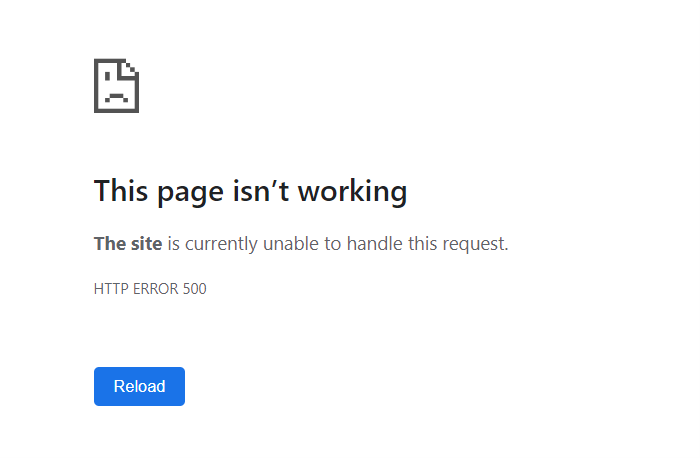 This page isn’t working
The site is currently unable to handle this request.
HTTP ERROR 500
Reload